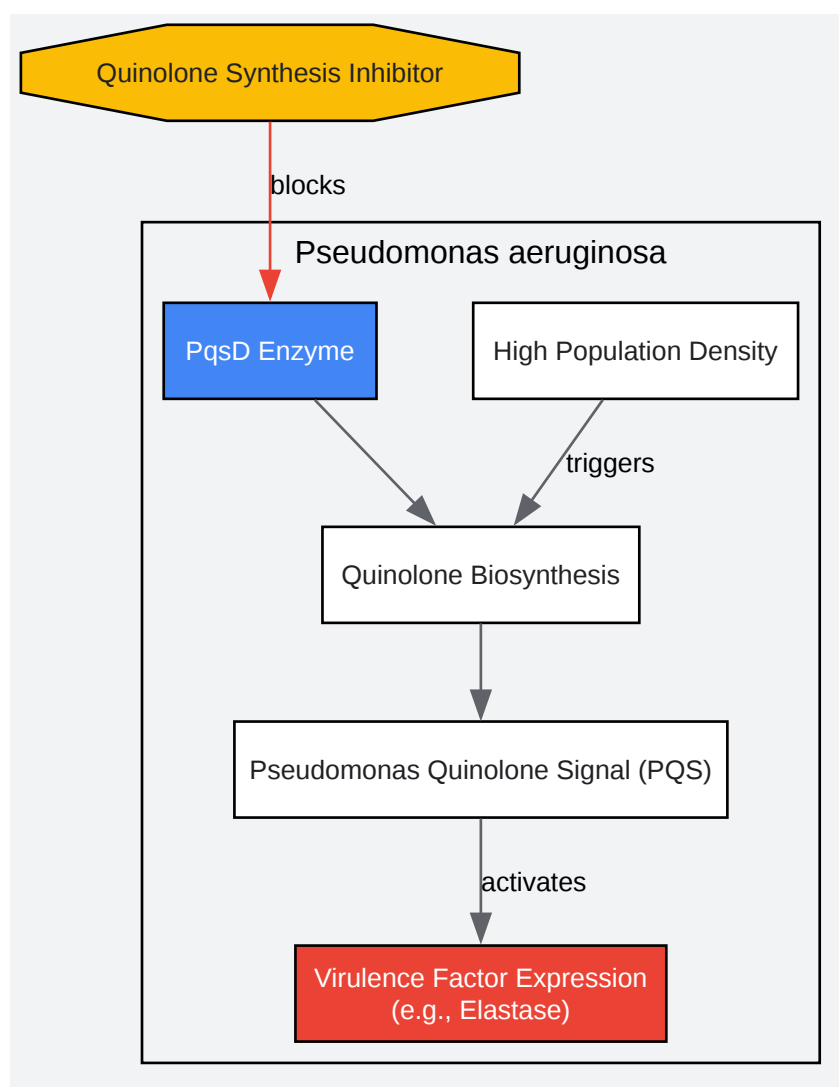 Quinolone Synthesis Inhibitor
blocks
Pseudomonas aeruginosa
PqsD Enzyme
High Population Density
triggers
Quinolone Biosynthesis
Pseudomonas Quinolone Signal (PQS)
activates
Virulence Factor Expression
(e.g., Elastase)